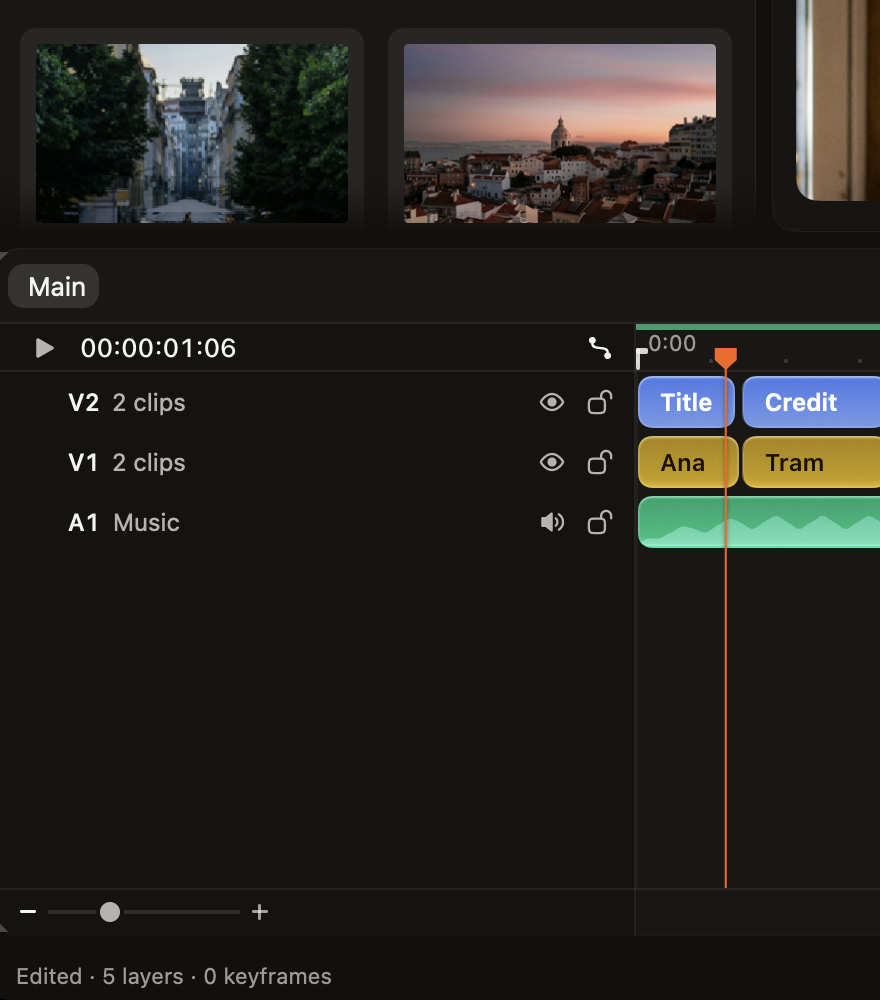 Main
00:00:01:06
0:00
V2 2 clips
Title Credit
V1 2 clips
Ana Tram
A1 Music
Edited · 5 layers · 0 keyframes